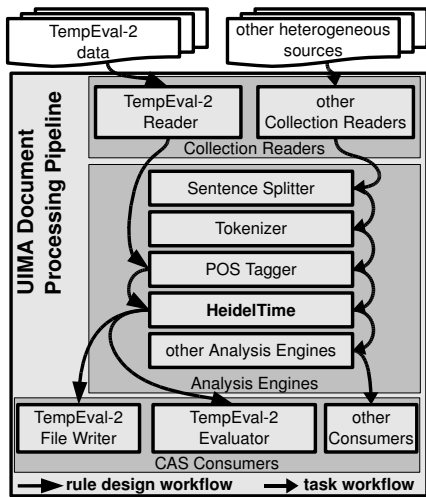 TempEval-2
data
other heterogeneous
sources
UIMA Document
Processing Pipeline
TempEval-2
Reader
other
Collection Readers
Collection Readers
Sentence Splitter
Tokenizer
POS Tagger
HeidelTime
other Analysis Engines
Analysis Engines
TempEval-2
File Writer
TempEval-2
Evaluator
other
Consumers
CAS Consumers
rule design workflow
task workflow